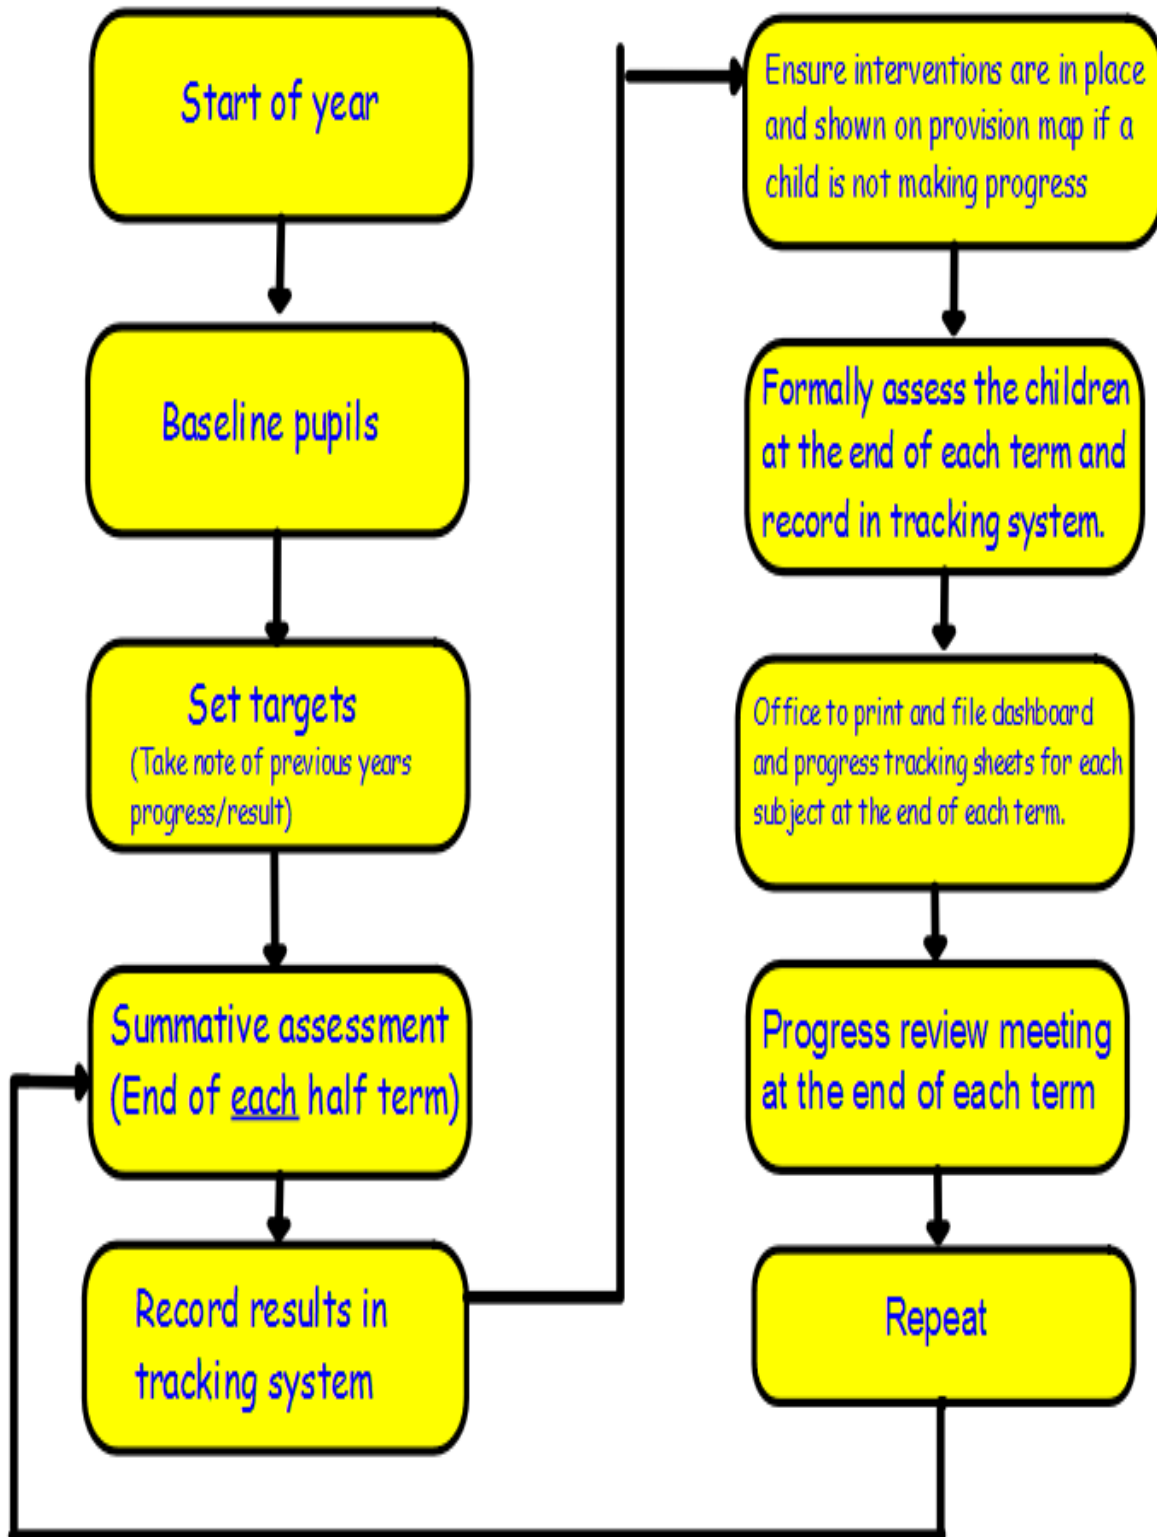 Start of year
Baseline pupils
Set targets
(Take note of previous years
progress/result)
Summative assessment
(End of each half term)
Record results in
tracking system
Ensure interventions are in place
and shown on provision map if a
child is not making progress
Formally assess the children
at the end of each term and
record in tracking system.
Office to print and file dashboard
and progress tracking sheets for each
subject at the end of each term.
Progress review meeting
at the end of each term
Repeat